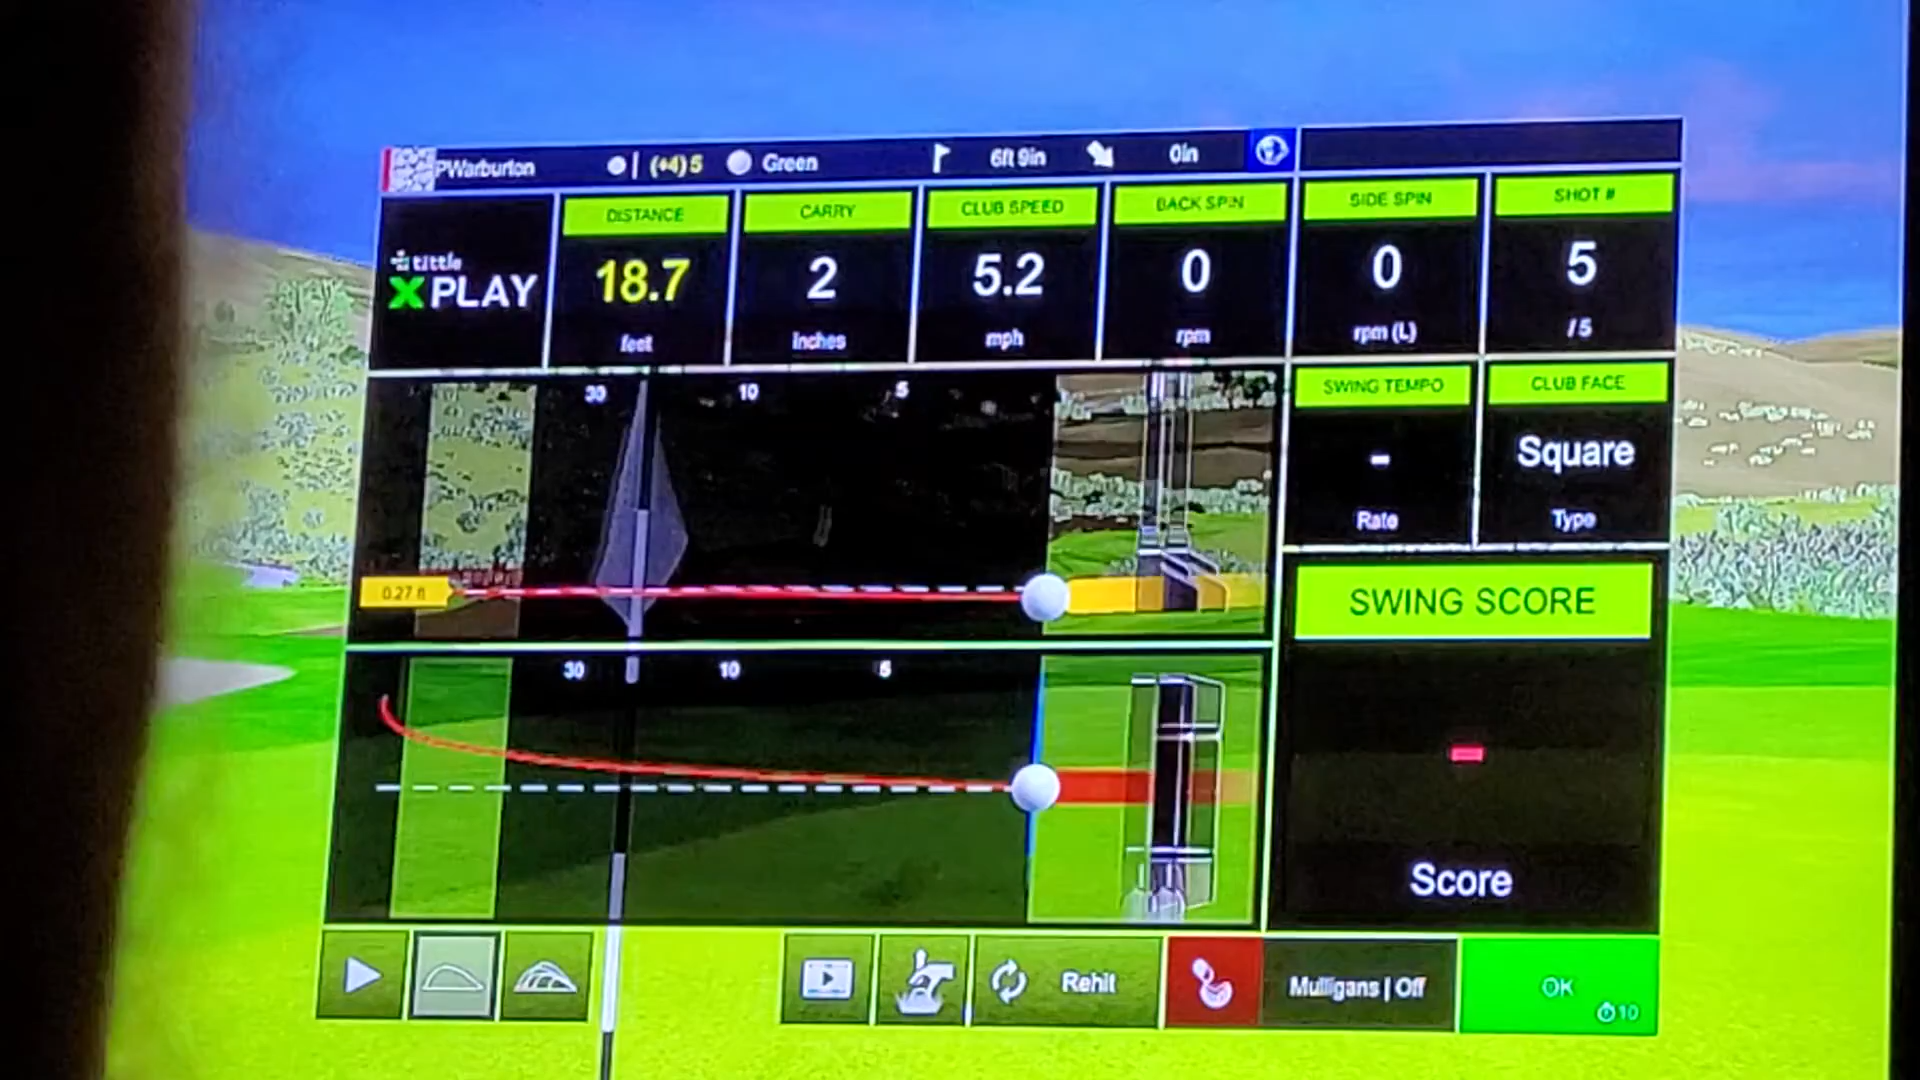 PWarburton (+4) 5 Green 6ft 9in 0in
tittle
X PLAY
DISTANCE
18.7
feet
CARRY
2
inches
CLUB SPEED
5.2
mph
BACK SPIN
0
rpm
SIDE SPIN
0
rpm (L)
SHOT #
5
/ 5
30 10 5
0.27 ft
SWING TEMPO
-
Rate
CLUB FACE
Square
Type
30 10 5
SWING SCORE
-
Score
Rehit
Mulligans | Off
OK
10